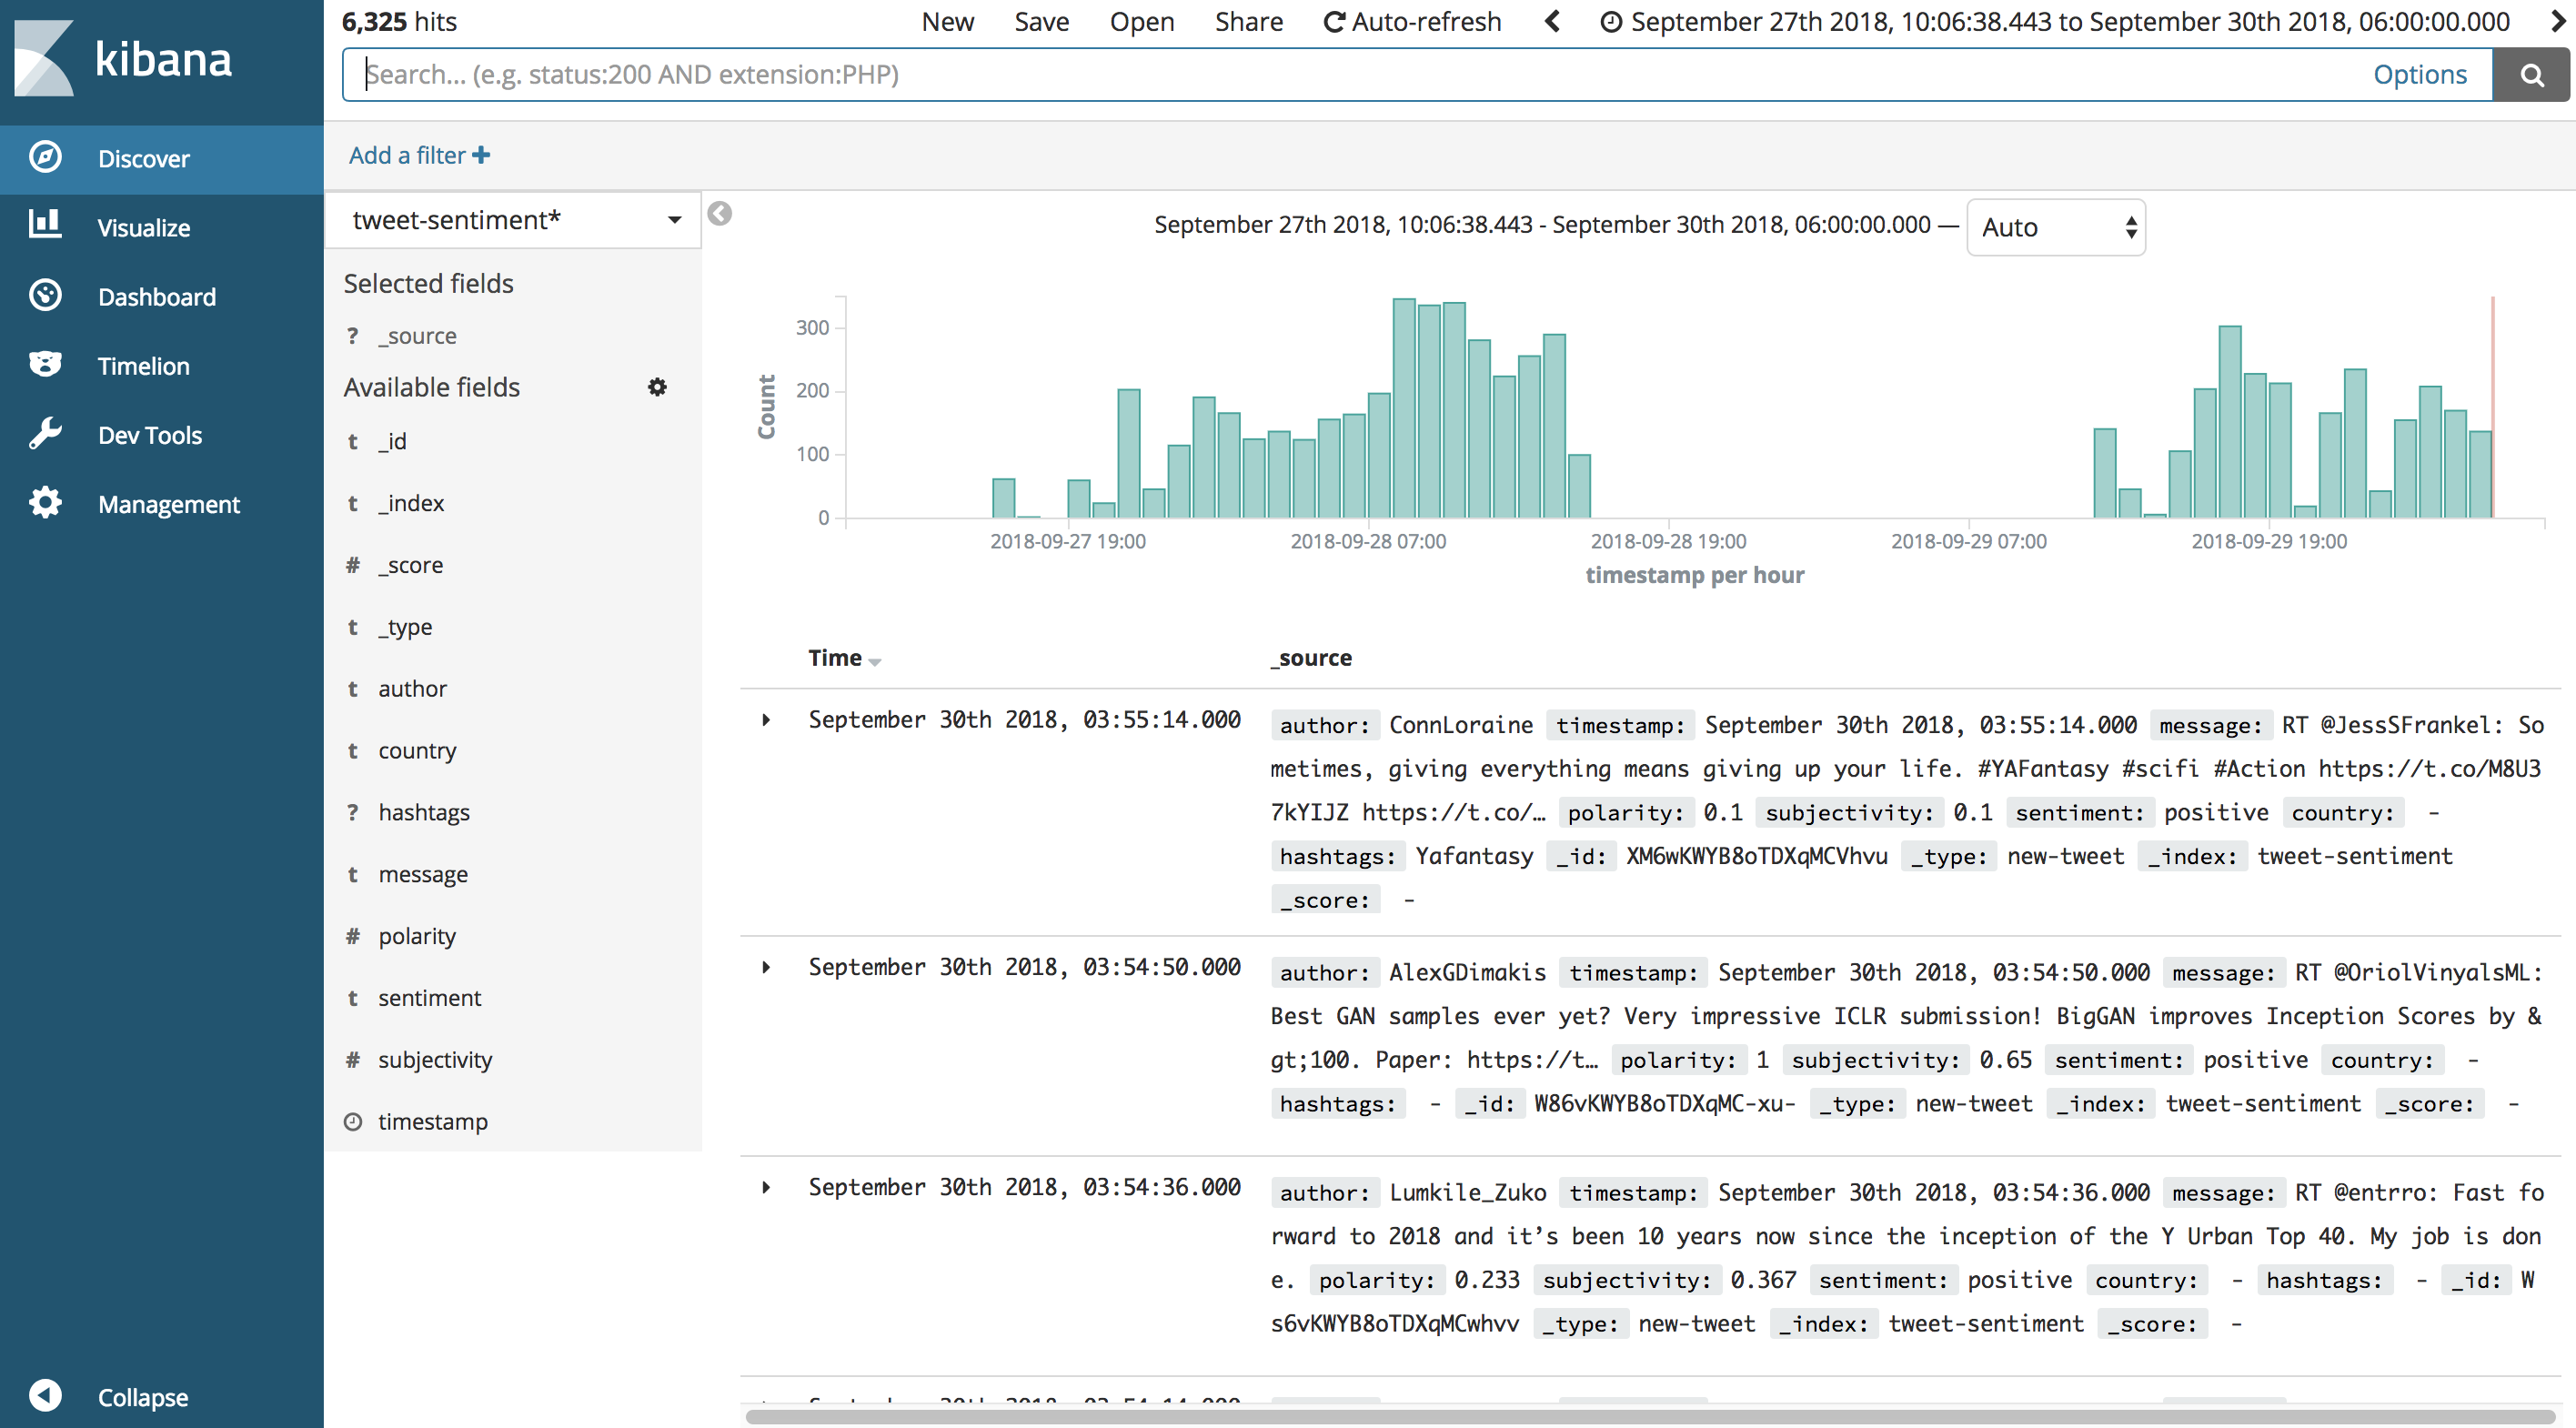 kibana
Discover
Visualize
Dashboard
Timelion
Dev Tools
Management
Collapse
6,325 hits
New Save Open Share Auto-refresh September 27th 2018, 10:06:38.443 to September 30th 2018, 06:00:00.000
Search... (e.g. status:200 AND extension:PHP) Options
Add a filter +
tweet-sentiment*
Selected fields
? _source
Available fields
t _id
t _index
# _score
t _type
t author
t country
? hashtags
t message
# polarity
t sentiment
# subjectivity
timestamp
September 27th 2018, 10:06:38.443 - September 30th 2018, 06:00:00.000 — Auto
Count
300
200
100
0
2018-09-27 19:00 2018-09-28 07:00 2018-09-28 19:00 2018-09-29 07:00 2018-09-29 19:00
timestamp per hour
Time _source
September 30th 2018, 03:55:14.000 author: ConnLoraine timestamp: September 30th 2018, 03:55:14.000 message: RT @JessSFrankel: So
metimes, giving everything means giving up your life. #YAFantasy #scifi #Action https://t.co/M8U3
7kYIJZ https://t.co/… polarity: 0.1 subjectivity: 0.1 sentiment: positive country: -
hashtags: Yafantasy _id: XM6wKWYB8oTDXqMCVhvu _type: new-tweet _index: tweet-sentiment
_score: -
September 30th 2018, 03:54:50.000 author: AlexGDimakis timestamp: September 30th 2018, 03:54:50.000 message: RT @OriolVinyalsML:
Best GAN samples ever yet? Very impressive ICLR submission! BigGAN improves Inception Scores by &
gt;100. Paper: https://t… polarity: 1 subjectivity: 0.65 sentiment: positive country: -
hashtags: - _id: W86vKWYB8oTDXqMC-xu- _type: new-tweet _index: tweet-sentiment _score: -
September 30th 2018, 03:54:36.000 author: Lumkile_Zuko timestamp: September 30th 2018, 03:54:36.000 message: RT @entrro: Fast fo
rward to 2018 and it’s been 10 years now since the inception of the Y Urban Top 40. My job is don
e. polarity: 0.233 subjectivity: 0.367 sentiment: positive country: - hashtags: - _id: W
s6vKWYB8oTDXqMCwhvv _type: new-tweet _index: tweet-sentiment _score: -